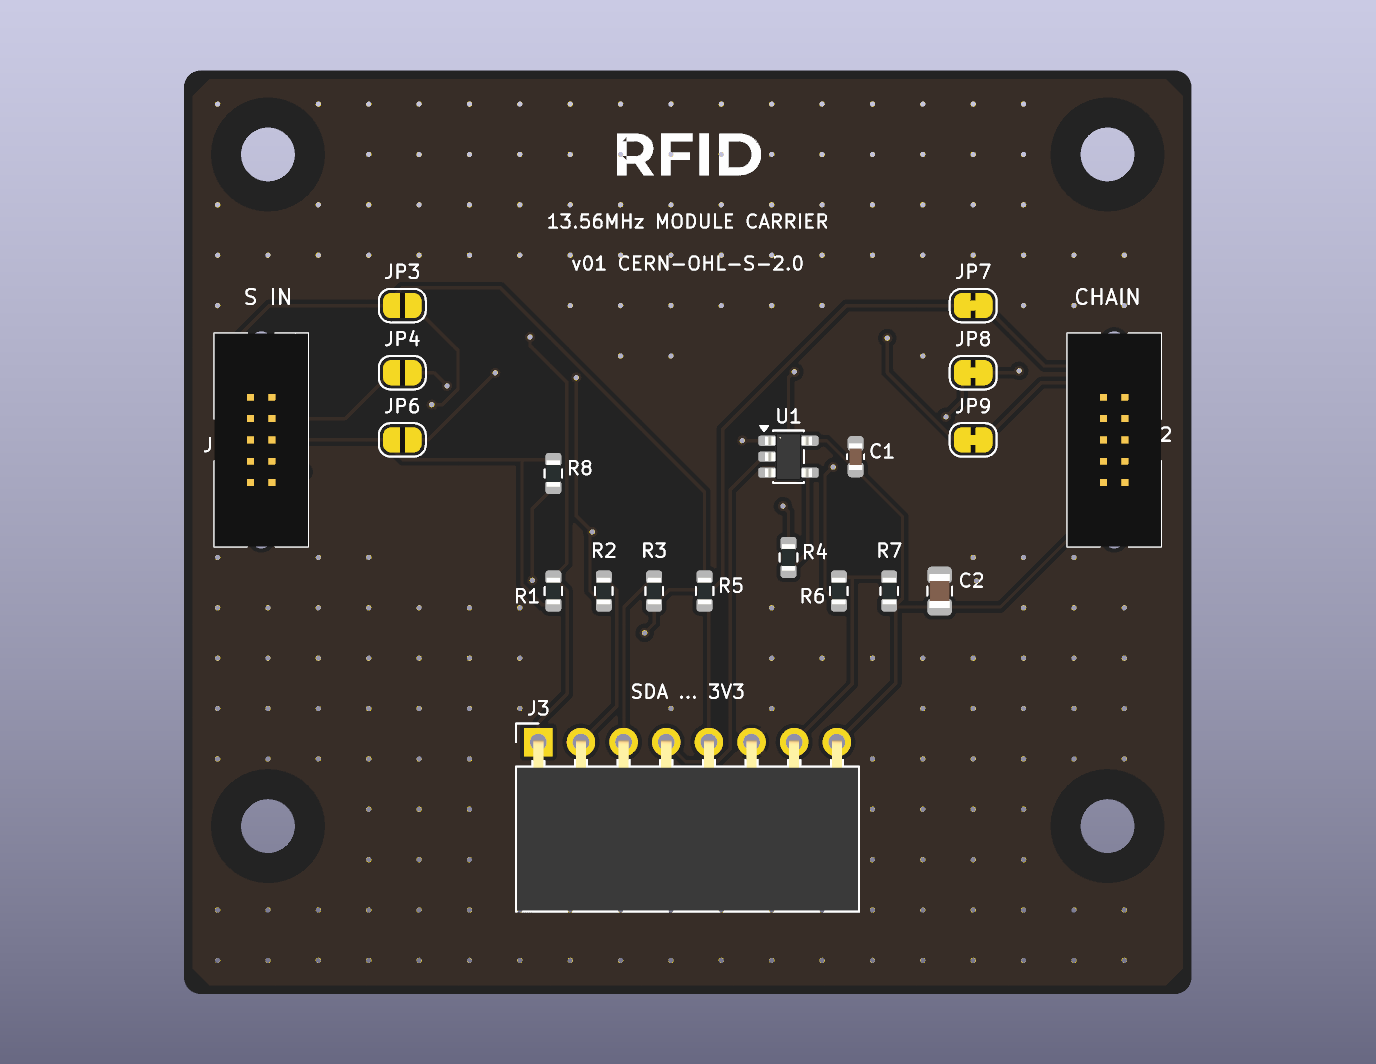 RFID
13.56MHz MODULE CARRIER
v01 CERN-OHL-S-2.0
JP3
JP7
S IN
CHAIN
JP4
JP8
JP6
JP9
U1
J
2
C1
R8
R2
R3
R4
R7
R1
R5
R6
C2
SDA ... 3V3
J3